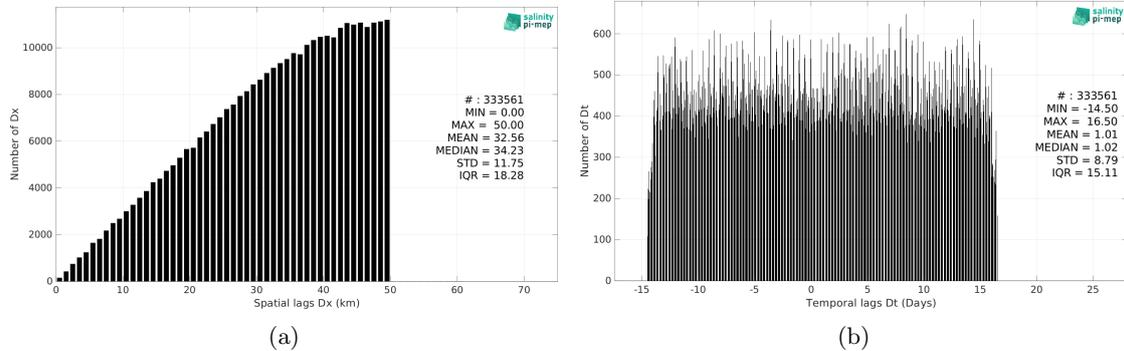 salinity
pi-mep
10000
8000
6000
4000
2000
0
Number of Dx
# : 333561
MIN = 0.00
MAX = 50.00
MEAN = 32.56
MEDIAN = 34.23
STD = 11.75
IQR = 18.28
0 10 20 30 40 50 60 70
Spatial lags Dx (km)
(a)
salinity
pi-mep
600
500
400
300
200
100
0
Number of Dt
# : 333561
MIN = -14.50
MAX = 16.50
MEAN = 1.01
MEDIAN = 1.02
STD = 8.79
IQR = 15.11
-15 -10 -5 0 5 10 15 20 25
Temporal lags Dt (Days)
(b)